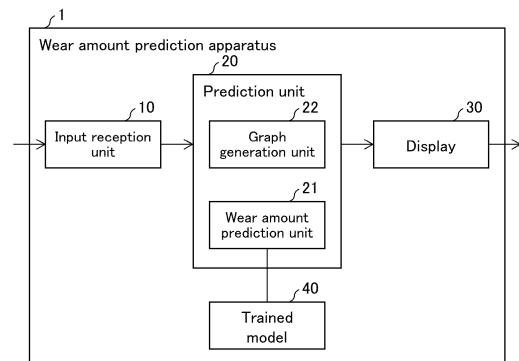 1
Wear amount prediction apparatus
20
Prediction unit
10
Input reception
unit
22
Graph
generation unit
30
Display
21
Wear amount
prediction unit
40
Trained
model